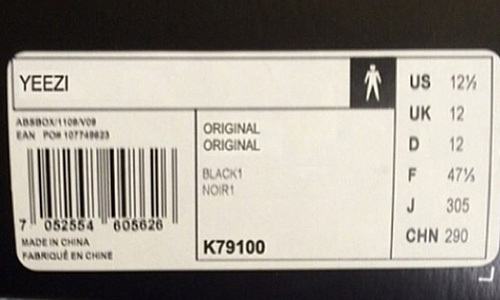 YEEZI
ABSBOX/1108/V09
EAN PO# 107749623
7 052554 605626
MADE IN CHINA
FABRIQUÉ EN CHINE
ORIGINAL
ORIGINAL
BLACK1
NOIR1
K79100
US 12½
UK 12
D 12
F 47⅓
J 305
CHN 290